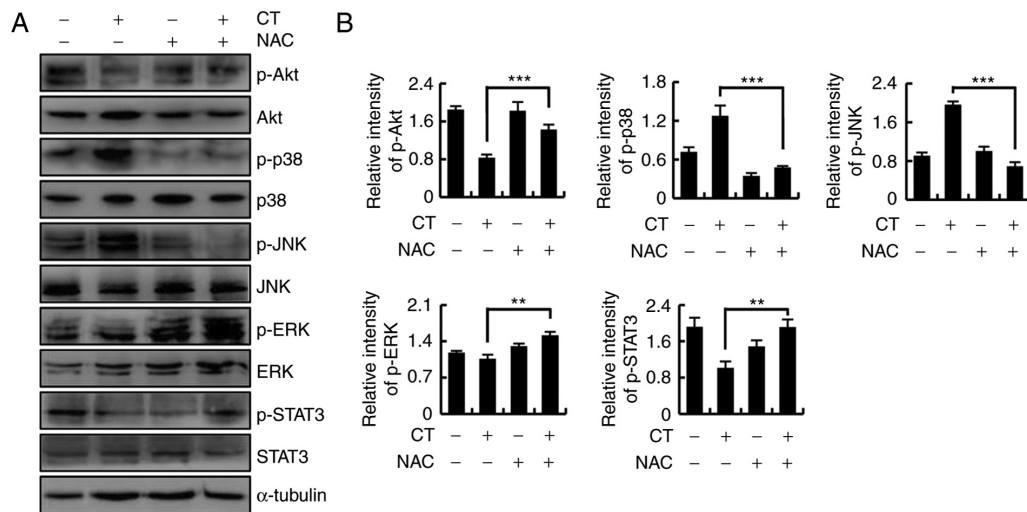 A
− + − + CT
− − + + NAC
p-Akt
Akt
p-p38
p38
p-JNK
JNK
p-ERK
ERK
p-STAT3
STAT3
α-tubulin
B
Relative intensity
of p-Akt
2.4
1.6
0.8
0
***
CT − + − +
NAC − − + +
Relative intensity
of p-p38
1.8
1.2
0.6
0
***
CT − + − +
NAC − − + +
Relative intensity
of p-JNK
2.4
1.6
0.8
0
***
CT − + − +
NAC − − + +
Relative intensity
of p-ERK
2.1
1.4
0.7
0
**
CT − + − +
NAC − − + +
Relative intensity
of p-STAT3
2.4
1.6
0.8
0
**
CT − + − +
NAC − − + +